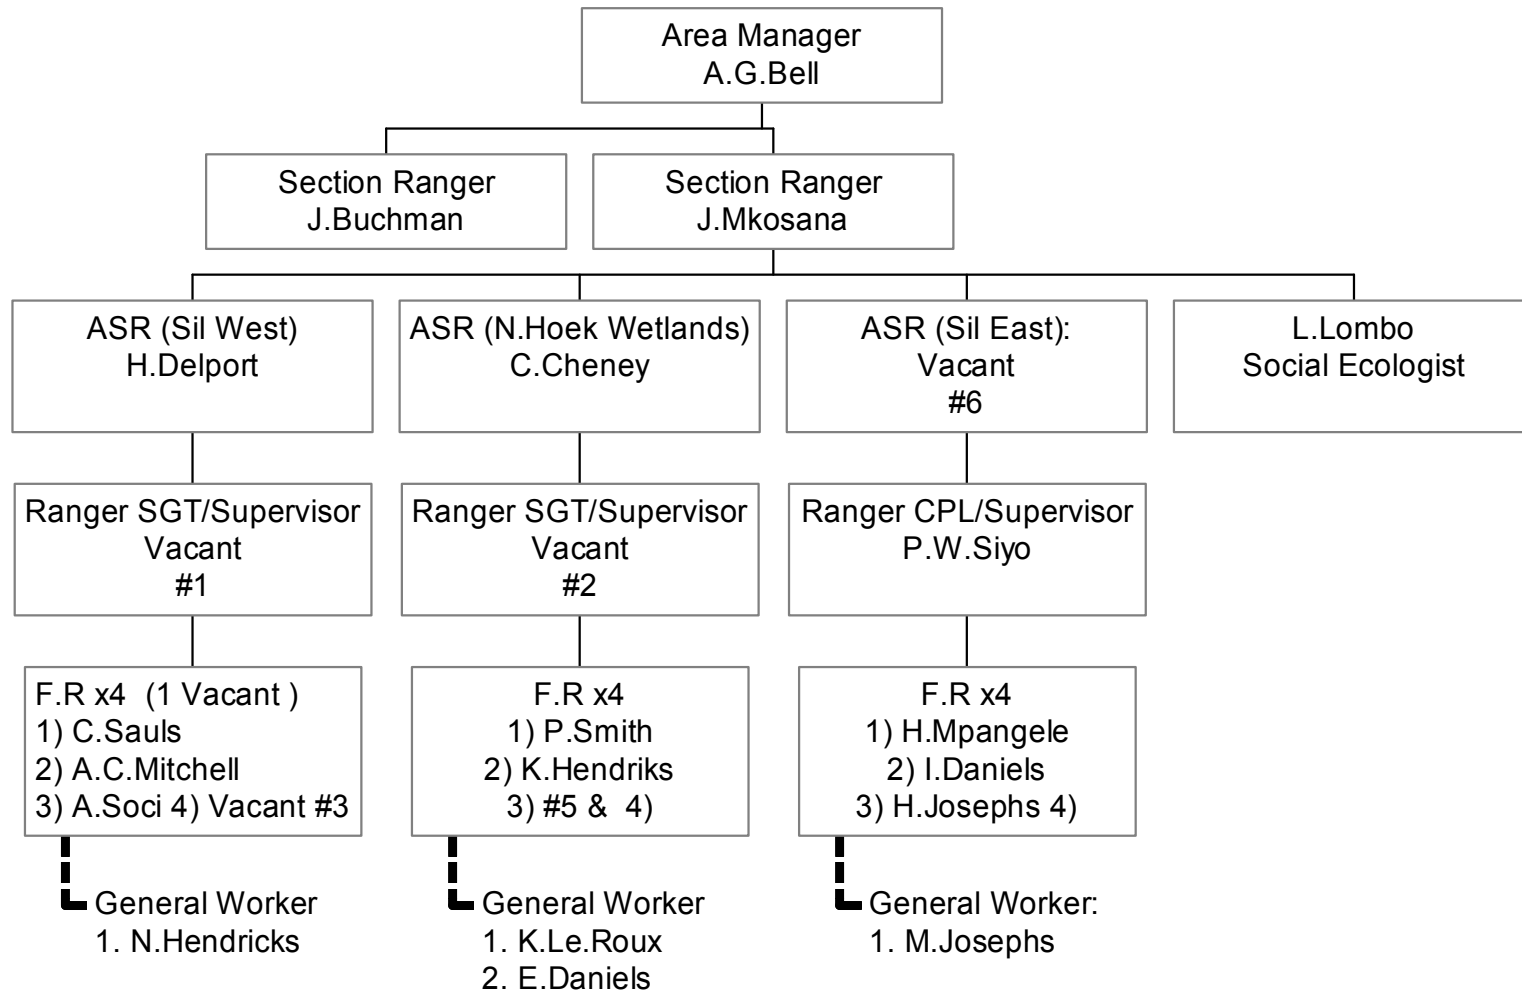 Area Manager
A.G.Bell
Section Ranger
J.Buchman
Section Ranger
J.Mkosana
ASR (Sil West)
H.Delport
ASR (N.Hoek Wetlands)
C.Cheney
ASR (Sil East):
Vacant
#6
L.Lombo
Social Ecologist
Ranger SGT/Supervisor
Vacant
#1
Ranger SGT/Supervisor
Vacant
#2
Ranger CPL/Supervisor
P.W.Siyo
F.R x4 (1 Vacant )
1) C.Sauls
2) A.C.Mitchell
3) A.Soci 4) Vacant #3
F.R x4
1) P.Smith
2) K.Hendriks
3) #5 & 4)
F.R x4
1) H.Mpangele
2) I.Daniels
3) H.Josephs 4)
General Worker
1. N.Hendricks
General Worker
1. K.Le.Roux
2. E.Daniels
General Worker:
1. M.Josephs